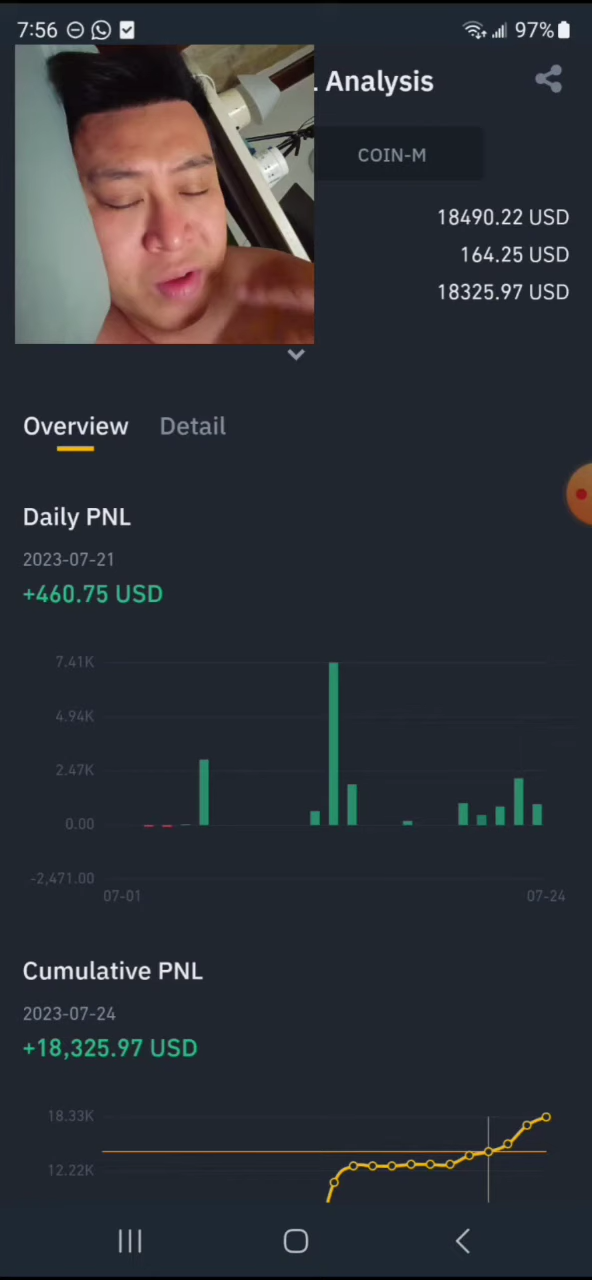 7:56
97%
. Analysis
COIN-M
18490.22 USD
164.25 USD
18325.97 USD
Overview
Detail
Daily PNL
2023-07-21
+460.75 USD
7.41K
4.94K
2.47K
0.00
-2,471.00
07-01
07-24
Cumulative PNL
2023-07-24
+18,325.97 USD
18.33K
12.22K